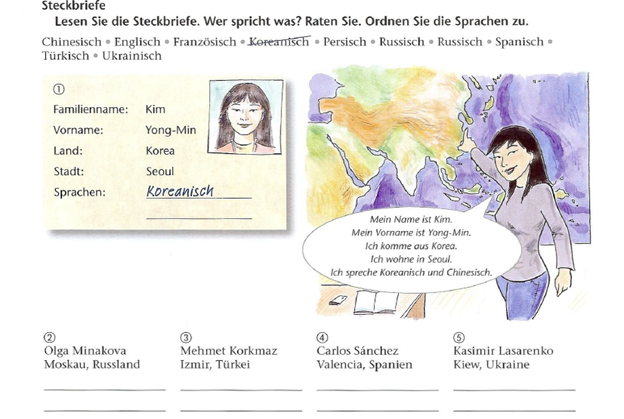 Steckbriefe
Lesen Sie die Steckbriefe. Wer spricht was? Raten Sie. Ordnen Sie die Sprachen zu.
Chinesisch • Englisch • Französisch • Koreanisch • Persisch • Russisch • Russisch • Spanisch •
Türkisch • Ukrainisch
①
Familienname: Kim
Vorname: Yong-Min
Land: Korea
Stadt: Seoul
Sprachen: Koreanisch
Mein Name ist Kim.
Mein Vorname ist Yong-Min.
Ich komme aus Korea.
Ich wohne in Seoul.
Ich spreche Koreanisch und Chinesisch.
②
Olga Minakova
Moskau, Russland
③
Mehmet Korkmaz
Izmir, Türkei
④
Carlos Sánchez
Valencia, Spanien
⑤
Kasimir Lasarenko
Kiew, Ukraine